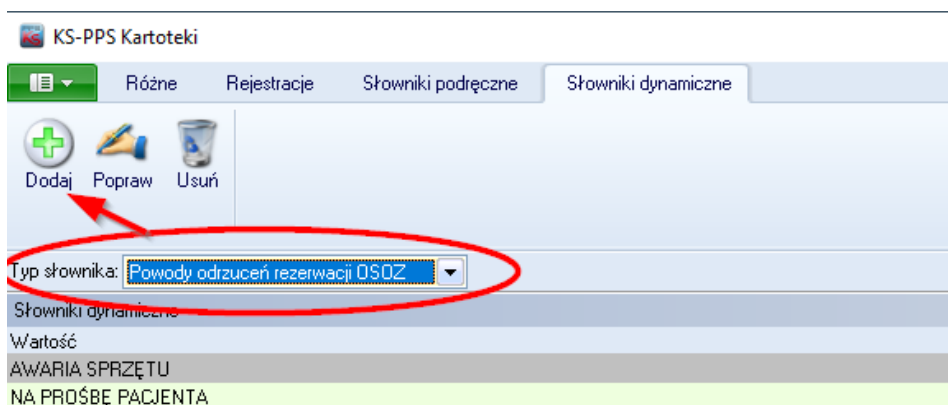 KS-PPS Kartoteki
Różne Rejestracje Słowniki podręczne Słowniki dynamiczne
Dodaj Popraw Usuń
Typ słownika: Powody odrzuceń rezerwacji OSOZ
Słowniki dynamiczne
Wartość
AWARIA SPRZĘTU
NA PROŚBĘ PACJENTA